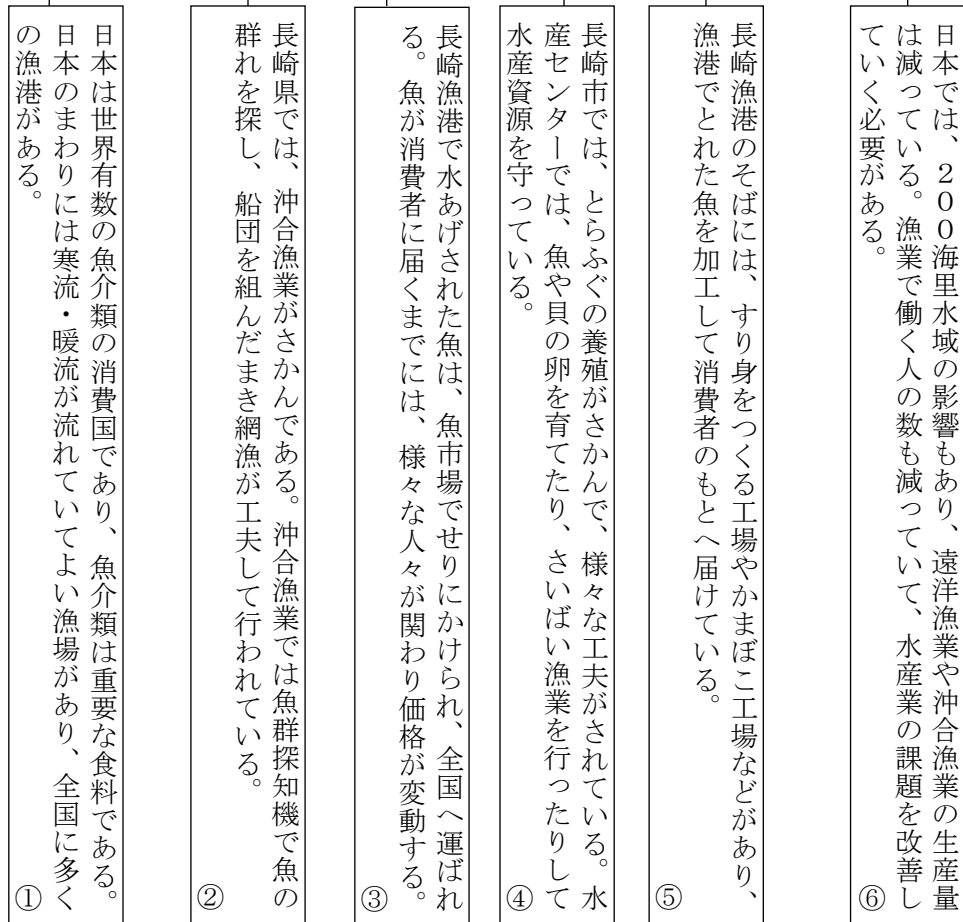 日本では、200海里水域の影響もあり、遠洋漁業や沖合漁業の生産量
は減っている。漁業で働く人の数も減っていて、水産業の課題を改善し
ていく必要がある。
⑥
長崎漁港のそばには、すり身をつくる工場やかまぼこ工場などがあり、
漁港でとれた魚を加工して消費者のもとへ届けている。
⑤
長崎市では、とらふぐの養殖がさかんで、様々な工夫がされている。水
産センターでは、魚や貝の卵を育てたり、さいばい漁業を行ったりして
水産資源を守っている。
④
長崎漁港で水あげされた魚は、魚市場でせりにかけられ、全国へ運ばれ
る。魚が消費者に届くまでには、様々な人々が関わり価格が変動する。
③
長崎県では、沖合漁業がさかんである。沖合漁業では魚群探知機で魚の
群れを探し、船団を組んだまき網漁が工夫して行われている。
②
日本は世界有数の魚介類の消費国であり、魚介類は重要な食料である。
日本のまわりには寒流・暖流が流れていてよい漁場があり、全国に多く
の漁港がある。
①